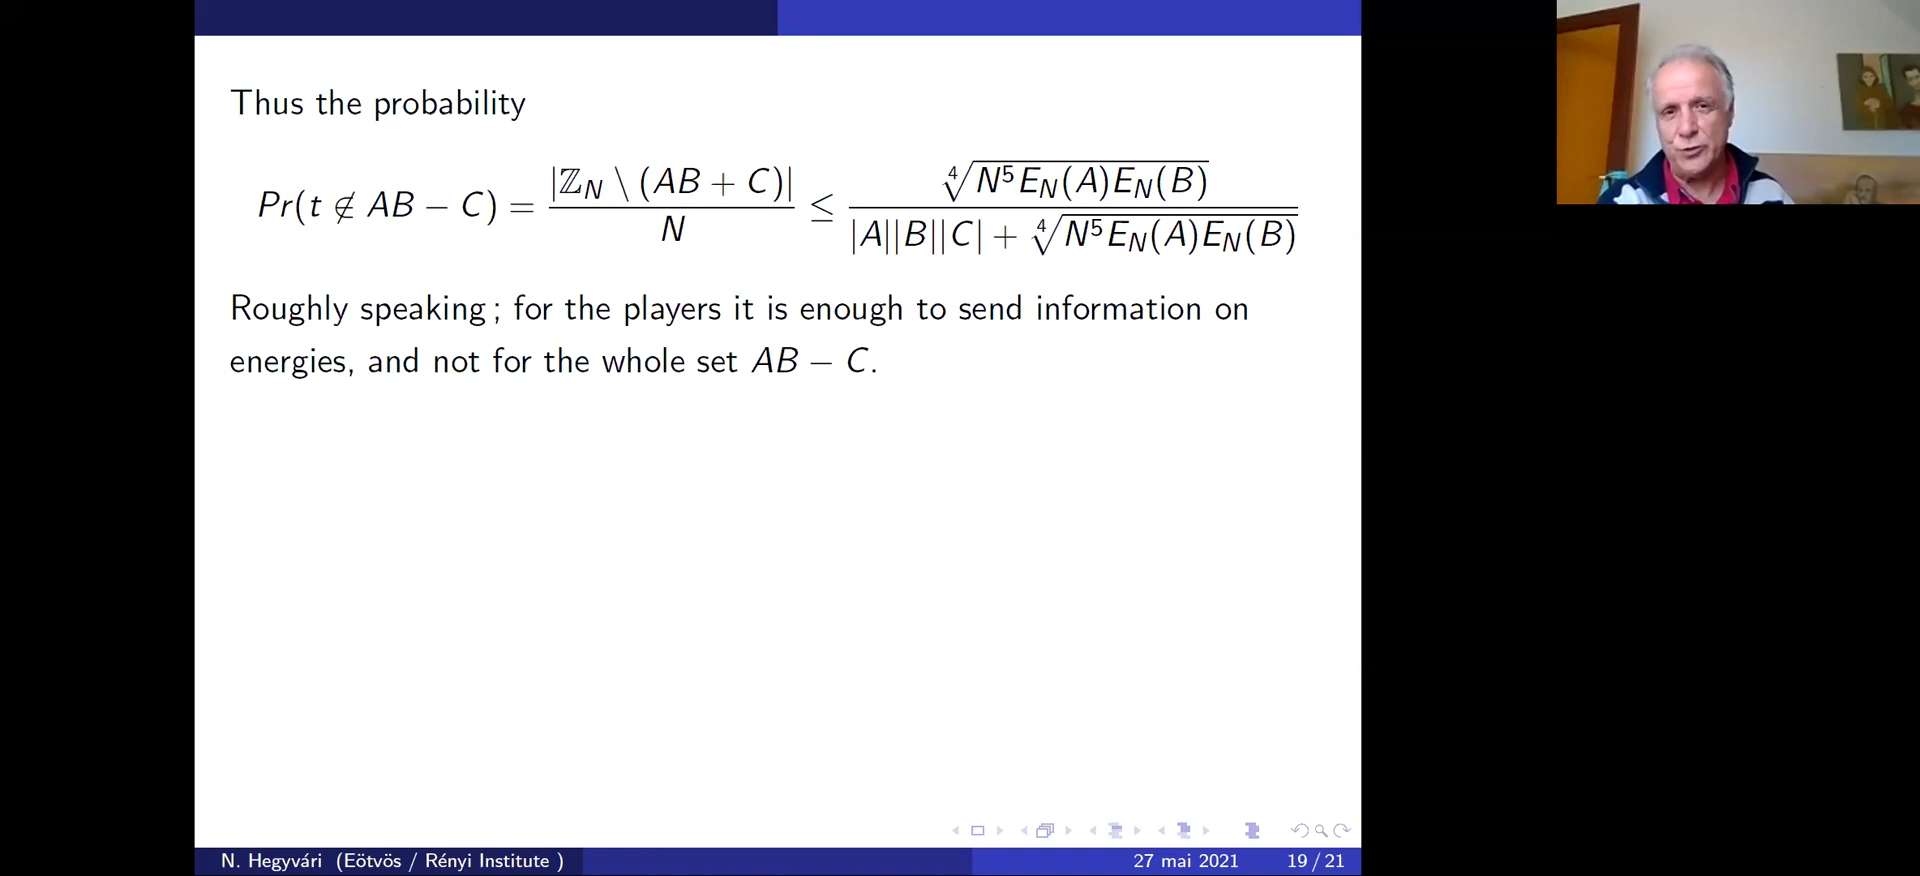 Thus the probability
Pr(t ∉ AB − C) = |ℤ_N \ (AB + C)| / N ≤ ∜(N⁵E_N(A)E_N(B)) / (|A||B||C| + ∜(N⁵E_N(A)E_N(B)))
Roughly speaking ; for the players it is enough to send information on
energies, and not for the whole set AB − C.
N. Hegyvári (Eötvös / Rényi Institute ) 27 mai 2021 19 / 21